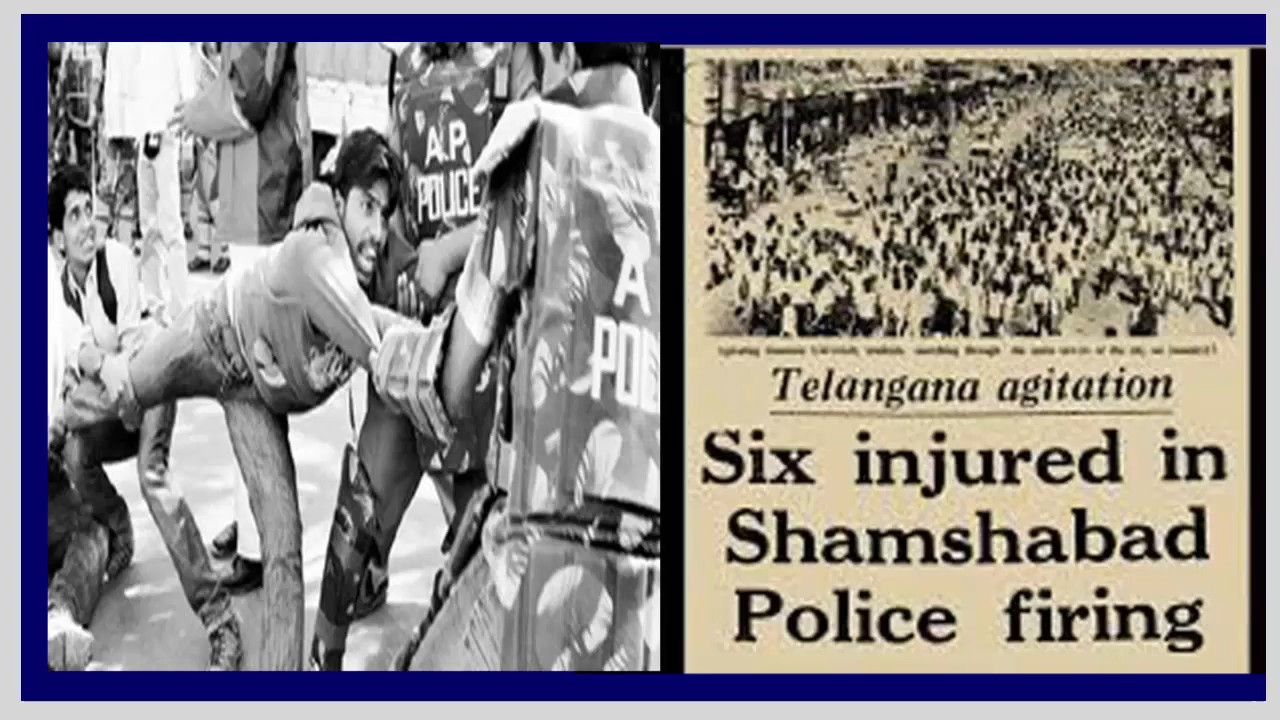 A.P.
POLICE
A
POL
Telangana agitation
Six injured in
Shamshabad
Police firing